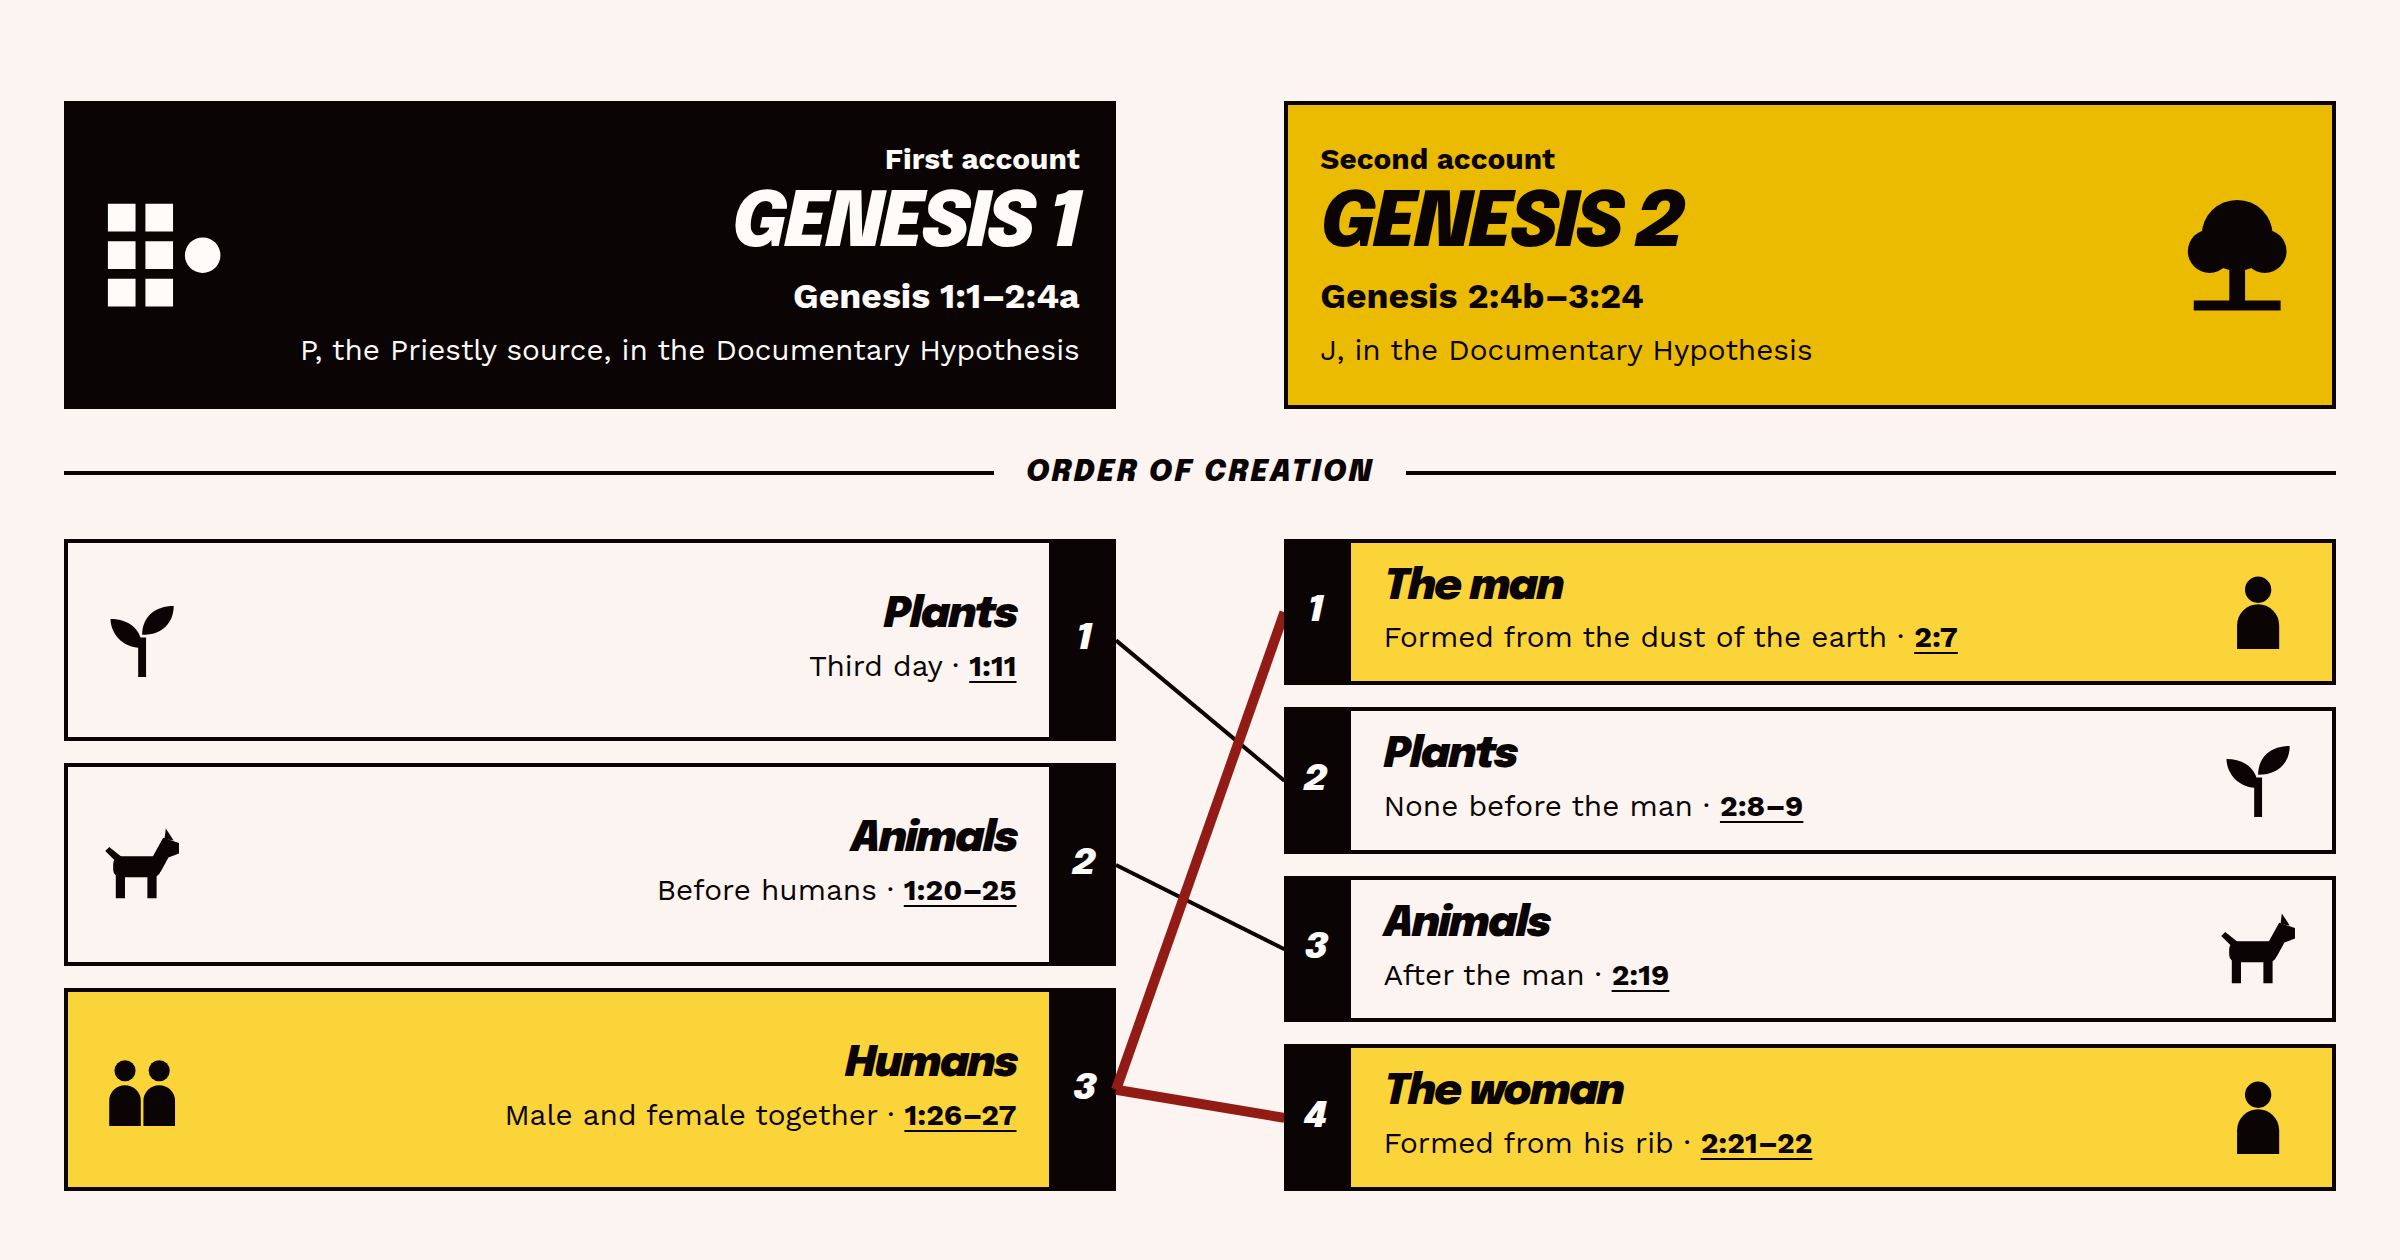 First account
GENESIS 1
Genesis 1:1–2:4a
P, the Priestly source, in the Documentary Hypothesis
Second account
GENESIS 2
Genesis 2:4b–3:24
J, in the Documentary Hypothesis
ORDER OF CREATION
Plants
Third day · 1:11
1
Animals
Before humans · 1:20–25
2
Humans
Male and female together · 1:26–27
3
1
The man
Formed from the dust of the earth · 2:7
2
Plants
None before the man · 2:8–9
3
Animals
After the man · 2:19
4
The woman
Formed from his rib · 2:21–22